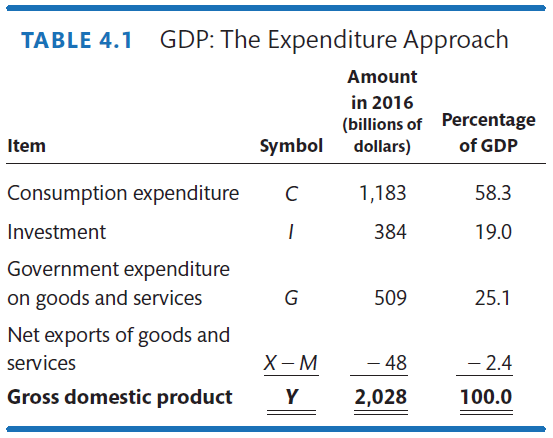 TABLE 4.1 GDP: The Expenditure Approach
Amount
in 2016
(billions of Percentage
Item Symbol dollars) of GDP
Consumption expenditure C 1,183 58.3
Investment I 384 19.0
Government expenditure
on goods and services G 509 25.1
Net exports of goods and
services X – M – 48 – 2.4
Gross domestic product Y 2,028 100.0